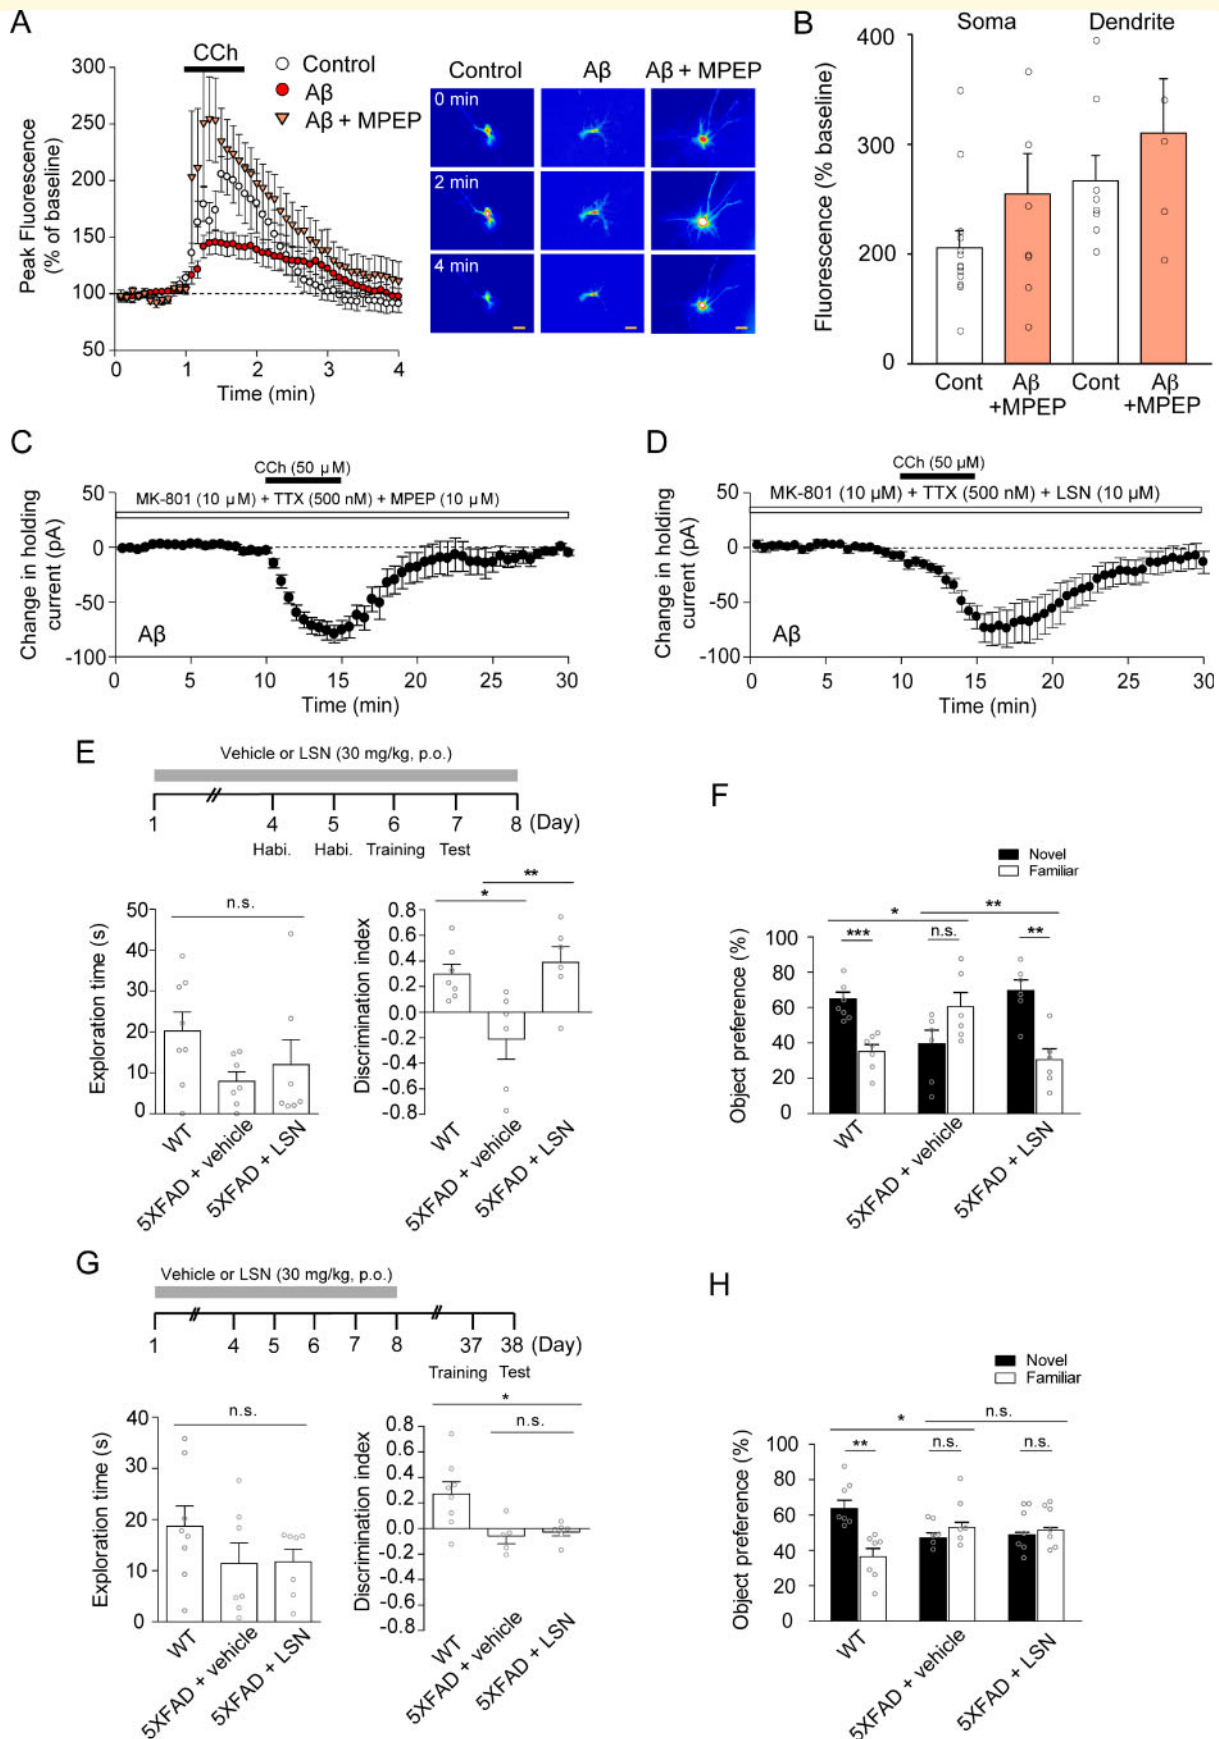 A
CCh
Control
Aβ
Aβ + MPEP
Peak Fluorescence
(% of baseline)
300
250
200
150
100
50
0 1 2 3 4
Time (min)
Control Aβ Aβ + MPEP
0 min
2 min
4 min
B
Soma Dendrite
Fluorescence (% baseline)
400
300
200
0
Cont Aβ Cont Aβ
+MPEP +MPEP
C
CCh (50 µM)
MK-801 (10 µM) + TTX (500 nM) + MPEP (10 µM)
Change in holding
current (pA)
50
0
-50
-100
Aβ
0 5 10 15 20 25 30
Time (min)
D
CCh (50 µM)
MK-801 (10 µM) + TTX (500 nM) + LSN (10 µM)
Change in holding
current (pA)
50
0
-50
-100
Aβ
0 5 10 15 20 25 30
Time (min)
E
Vehicle or LSN (30 mg/kg, p.o.)
1 4 5 6 7 8 (Day)
Habi. Habi. Training Test
Exploration time (s)
50
40
30
20
10
0
n.s.
WT
5XFAD + vehicle
5XFAD + LSN
Discrimination index
0.8
0.6
0.4
0.2
0.0
-0.2
-0.4
-0.6
-0.8
**
*
WT
5XFAD + vehicle
5XFAD + LSN
F
Novel
Familiar
Object preference (%)
100
80
60
40
20
0
* **
*** n.s. **
WT
5XFAD + vehicle
5XFAD + LSN
G
Vehicle or LSN (30 mg/kg, p.o.)
1 4 5 6 7 8 37 38 (Day)
Training Test
Exploration time (s)
40
30
20
10
0
n.s.
WT
5XFAD + vehicle
5XFAD + LSN
Discrimination index
0.8
0.6
0.4
0.2
0.0
-0.2
-0.4
-0.6
-0.8
*
n.s.
WT
5XFAD + vehicle
5XFAD + LSN
H
Novel
Familiar
Object preference (%)
100
80
60
40
20
0
* n.s.
** n.s. n.s.
WT
5XFAD + vehicle
5XFAD + LSN